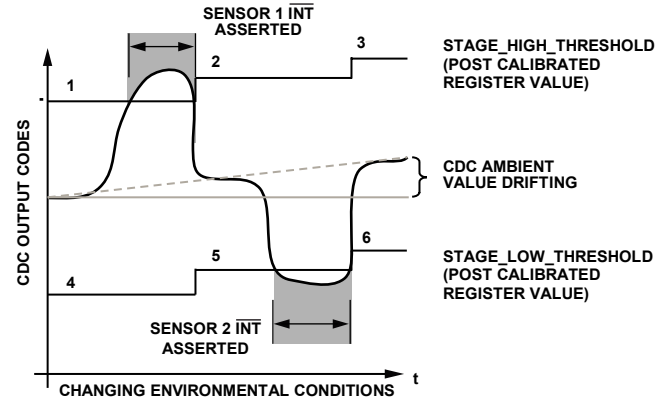 SENSOR 1 INT
ASSERTED
1
2
3
STAGE_HIGH_THRESHOLD
(POST CALIBRATED
REGISTER VALUE)
CDC OUTPUT CODES
CDC AMBIENT
VALUE DRIFTING
4
5
6
STAGE_LOW_THRESHOLD
(POST CALIBRATED
REGISTER VALUE)
SENSOR 2 INT
ASSERTED
t
CHANGING ENVIRONMENTAL CONDITIONS